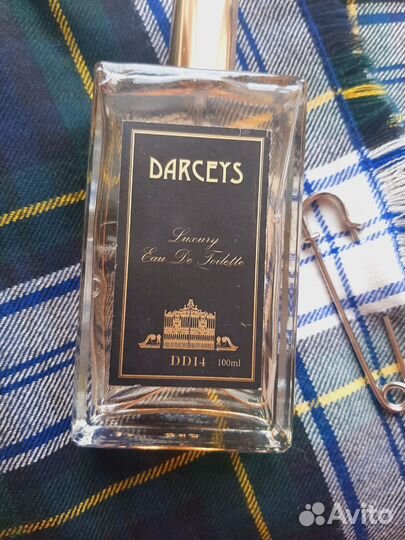 DARCEYS
Luxury
Eau De Toilette
DD14 100ml
Avito